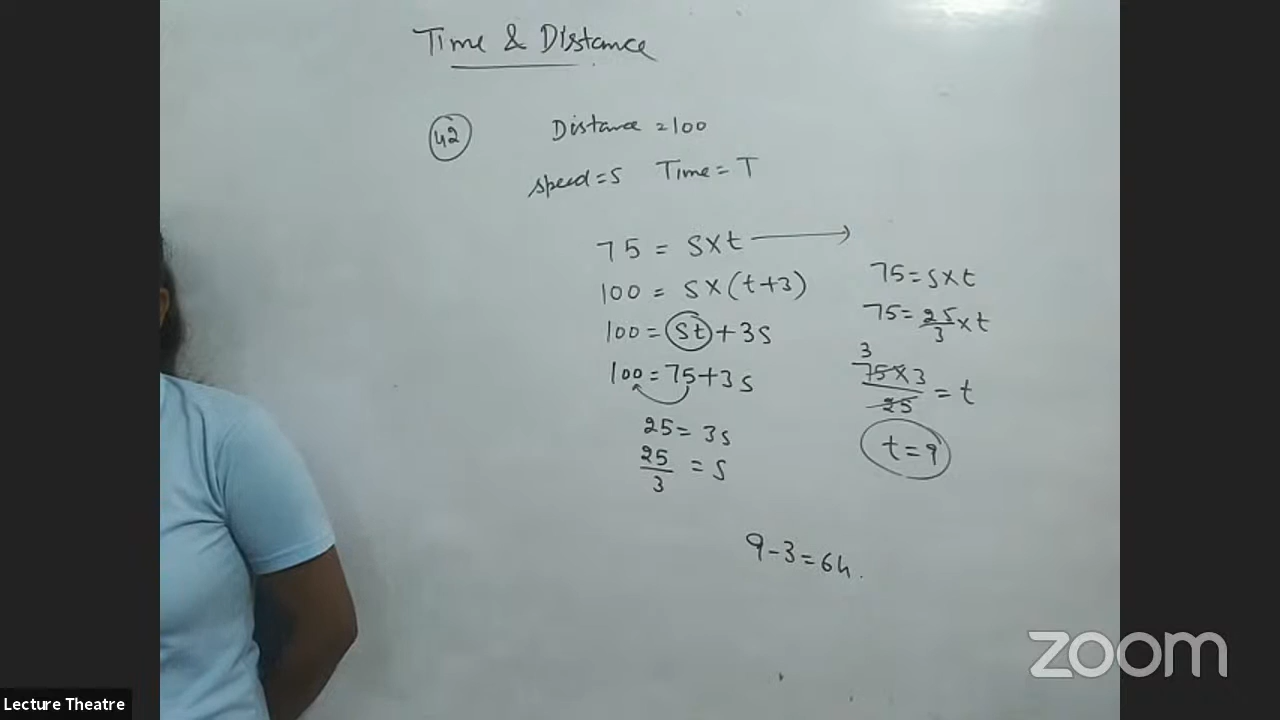 Time & Distance
42
Distance = 100
Speed = S Time = T
75 = S×t
100 = S×(t+3)
100 = St + 3S
100 = 75+3S
25 = 3S
25/3 = S
75 = S×t
75 = 25/3 × t
3
75×3/25 = t
t = 9
9-3 = 6h.
zoom
Lecture Theatre